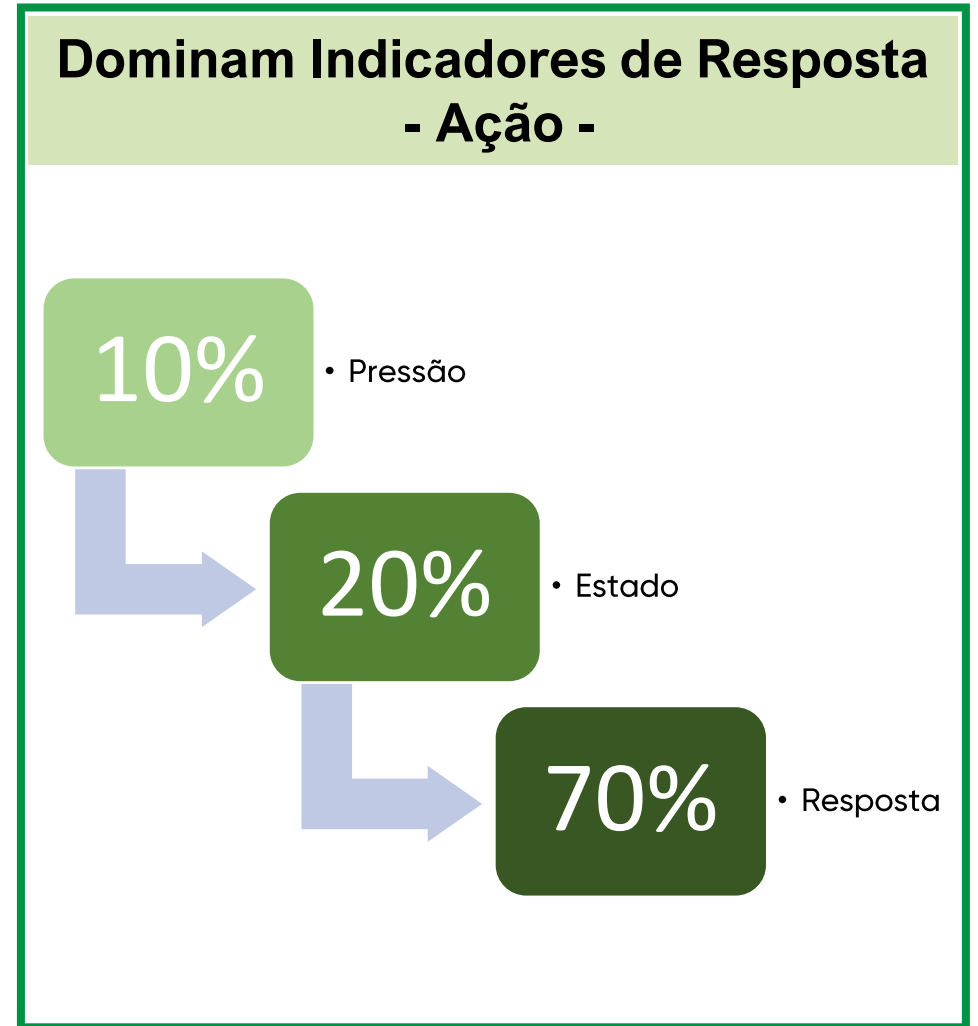 Dominam Indicadores de Resposta
- Ação -
10%
• Pressão
20%
• Estado
70%
• Resposta